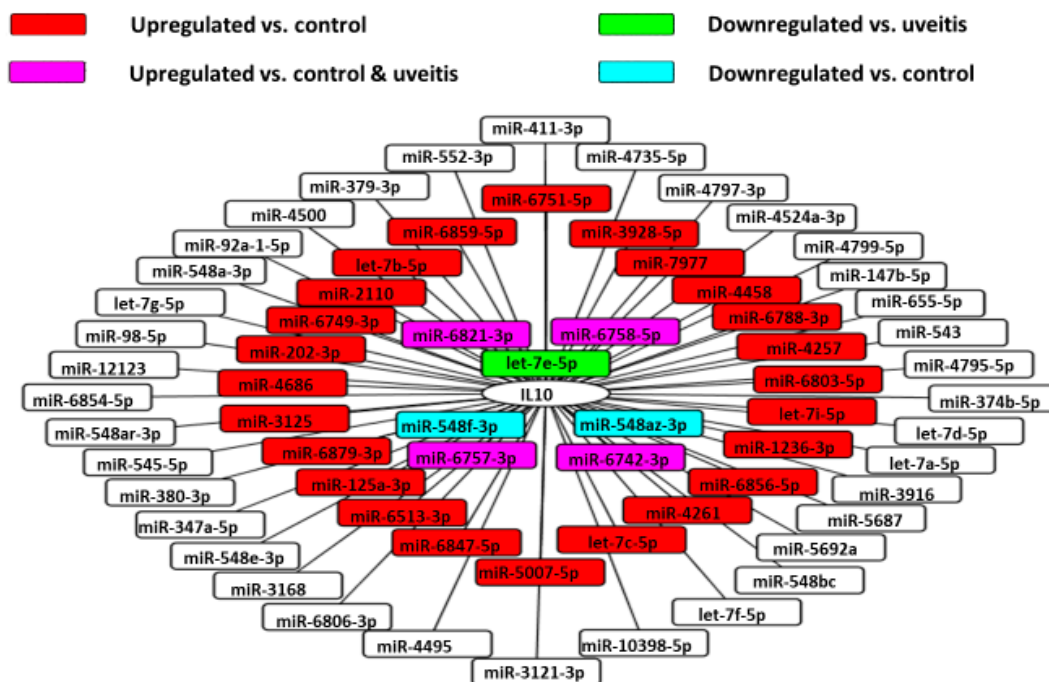 Upregulated vs. control
Downregulated vs. uveitis
Upregulated vs. control & uveitis
Downregulated vs. control
miR-411-3p
miR-552-3p
miR-4735-5p
miR-379-3p
miR-6751-5p
miR-4797-3p
miR-4500
miR-6859-5p
miR-3928-5p
miR-4524a-3p
miR-92a-1-5p
let-7b-5p
miR-7977
miR-4799-5p
miR-548a-3p
miR-2110
miR-4458
miR-147b-5p
let-7g-5p
miR-6749-3p
miR-6821-3p
miR-6758-5p
miR-6788-3p
miR-655-5p
miR-98-5p
miR-202-3p
let-7e-5p
miR-4257
miR-543
miR-12123
miR-4686
miR-6803-5p
miR-4795-5p
miR-6854-5p
IL10
miR-374b-5p
miR-548ar-3p
miR-3125
miR-548f-3p
miR-548az-3p
let-7i-5p
let-7d-5p
miR-545-5p
miR-6879-3p
miR-6757-3p
miR-6742-3p
miR-1236-3p
let-7a-5p
miR-380-3p
miR-125a-3p
miR-6856-5p
miR-3916
miR-347a-5p
miR-6513-3p
miR-4261
miR-5687
miR-548e-3p
miR-6847-5p
let-7c-5p
miR-5692a
miR-3168
miR-5007-5p
miR-548bc
miR-6806-3p
let-7f-5p
miR-4495
miR-10398-5p
miR-3121-3p